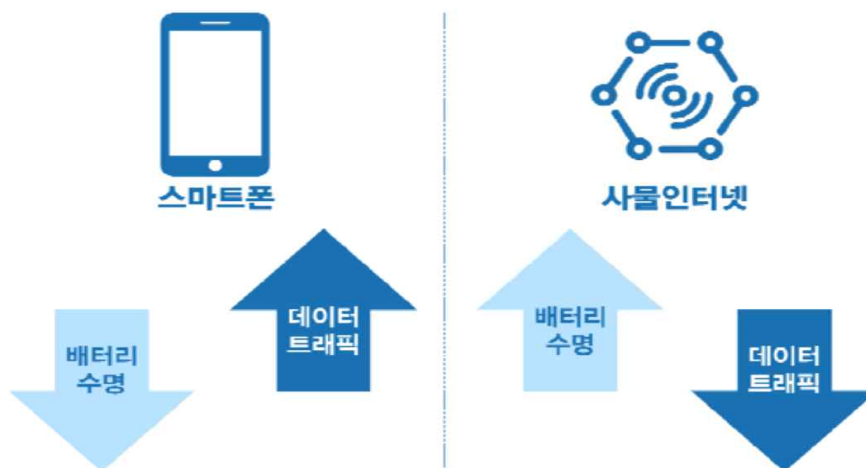 스마트폰
사물인터넷
배터리
수명
데이터
트래픽
배터리
수명
데이터
트래픽